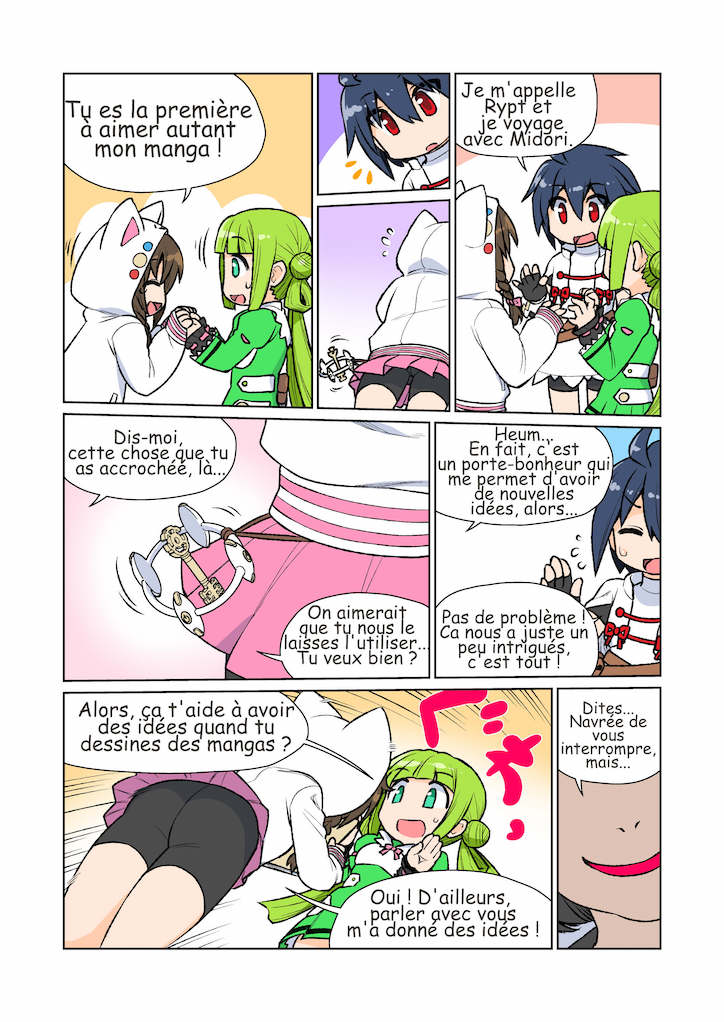 Tu es la première
à aimer autant
mon manga !
Je m'appelle
Rypt et
je voyage
avec Midori.
Dis-moi,
cette chose que tu
as accrochée, là...
On aimerait
que tu nous le
laisses l'utiliser...
Tu veux bien ?
Heum...
En fait, c'est
un porte-bonheur qui
me permet d'avoir
de nouvelles
idées, alors...
Pas de problème !
Ca nous a juste un
peu intrigués,
c'est tout !
Alors, ça t'aide à avoir
des idées quand tu
dessines des mangas ?
ぐわっ
Oui ! D'ailleurs,
parler avec vous
m'a donné des idées !
Dites...
Navrée de
vous
interrompre,
mais...